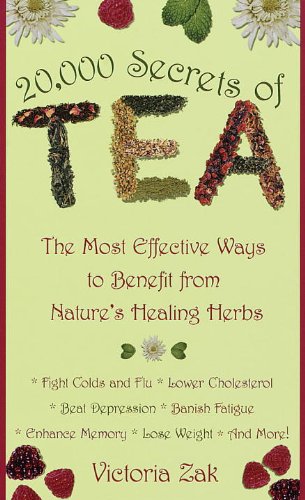 20,000 Secrets of
TEA
The Most Effective Ways
to Benefit from
Nature's Healing Herbs
* Fight Colds and Flu * Lower Cholesterol
* Beat Depression * Banish Fatigue
* Enhance Memory * Lose Weight * And More!
Victoria Zak